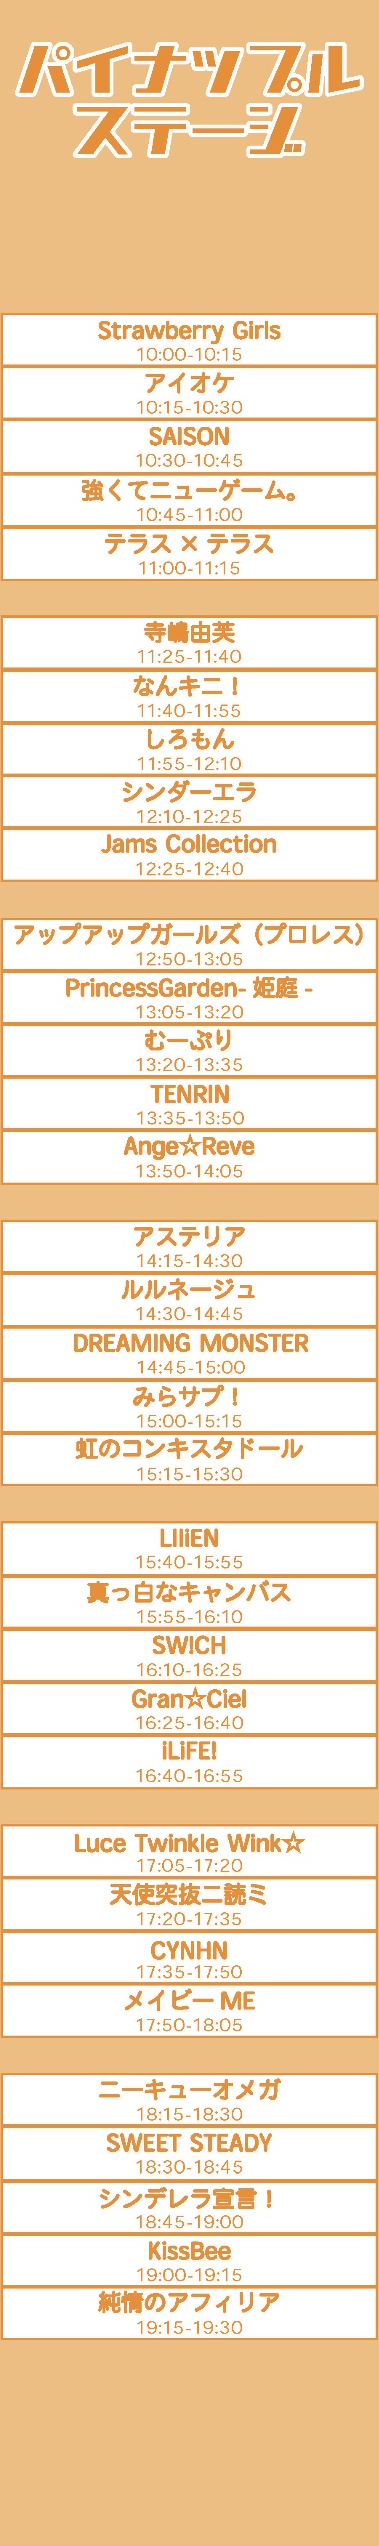 パイナップル
ステージ
Strawberry Girls
10:00-10:15
アイオケ
10:15-10:30
SAISON
10:30-10:45
強くてニューゲーム。
10:45-11:00
テラス × テラス
11:00-11:15
寺嶋由芙
11:25-11:40
なんキニ！
11:40-11:55
しろもん
11:55-12:10
シンダーエラ
12:10-12:25
Jams Collection
12:25-12:40
アップアップガールズ（プロレス）
12:50-13:05
PrincessGarden- 姫庭 -
13:05-13:20
むーぷり
13:20-13:35
TENRIN
13:35-13:50
Ange☆Reve
13:50-14:05
アステリア
14:15-14:30
ルルネージュ
14:30-14:45
DREAMING MONSTER
14:45-15:00
みらサプ！
15:00-15:15
虹のコンキスタドール
15:15-15:30
LIliEN
15:40-15:55
真っ白なキャンバス
15:55-16:10
SW!CH
16:10-16:25
Gran☆Ciel
16:25-16:40
iLiFE!
16:40-16:55
Luce Twinkle Wink☆
17:05-17:20
天使突抜ニ読ミ
17:20-17:35
CYNHN
17:35-17:50
メイビー ME
17:50-18:05
ニーキューオメガ
18:15-18:30
SWEET STEADY
18:30-18:45
シンデレラ宣言！
18:45-19:00
KissBee
19:00-19:15
純情のアフィリア
19:15-19:30